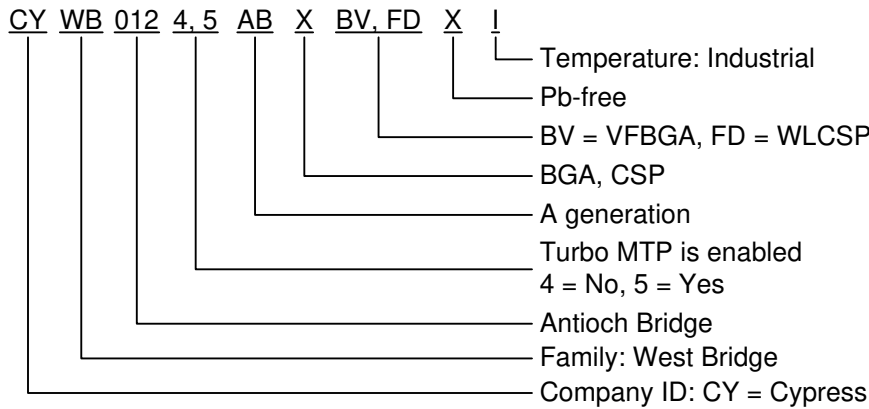 CY WB 012 4, 5 AB X BV, FD X I
Temperature: Industrial
Pb-free
BV = VFBGA, FD = WLCSP
BGA, CSP
A generation
Turbo MTP is enabled
4 = No, 5 = Yes
Antioch Bridge
Family: West Bridge
Company ID: CY = Cypress